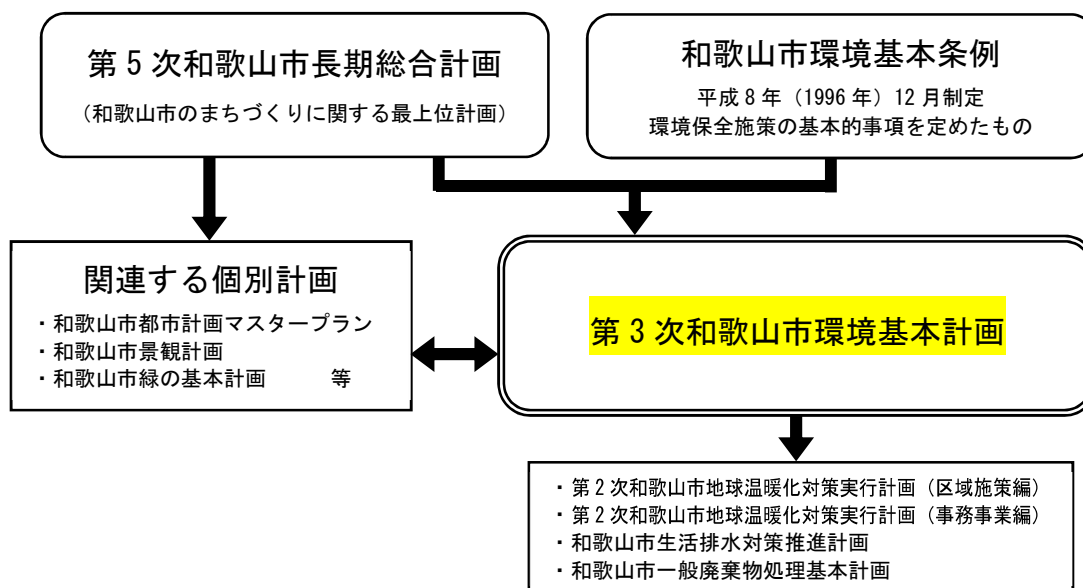 第5次和歌山市長期総合計画
（和歌山市のまちづくりに関する最上位計画）
和歌山市環境基本条例
平成8年（1996年）12月制定
環境保全施策の基本的事項を定めたもの
関連する個別計画
・和歌山市都市計画マスタープラン
・和歌山市景観計画
・和歌山市緑の基本計画　　　等
第3次和歌山市環境基本計画
・第2次和歌山市地球温暖化対策実行計画（区域施策編）
・第2次和歌山市地球温暖化対策実行計画（事務事業編）
・和歌山市生活排水対策推進計画
・和歌山市一般廃棄物処理基本計画